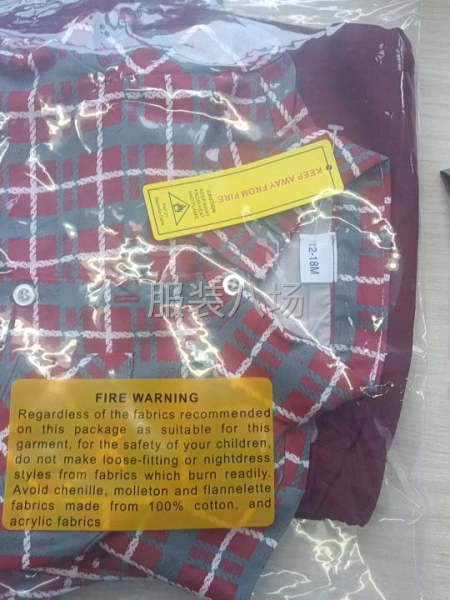 KEEP AWAY FROM FIRE
12-18M
服装八场
FIRE WARNING
Regardless of the fabrics recommended
on this package as suitable for this
garment, for the safety of your children,
do not make loose-fitting or nightdress
styles from fabrics which burn readily.
Avoid chenille, molleton and flannelette
fabrics made from 100% cotton, and
acrylic fabrics